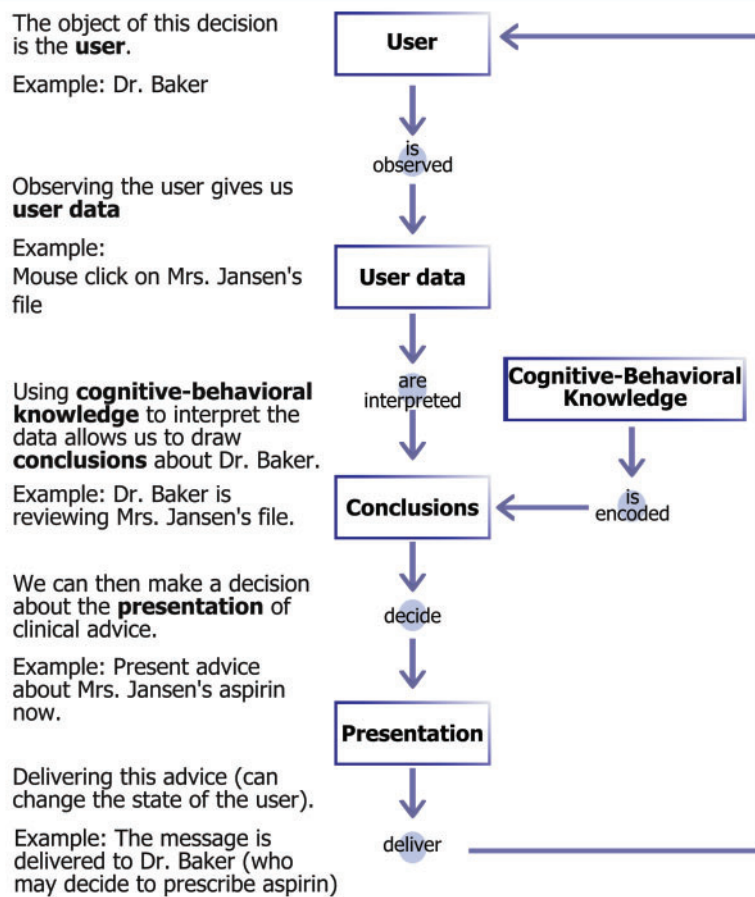 The object of this decision
is the user.
Example: Dr. Baker
User
is
observed
Observing the user gives us
user data
Example:
Mouse click on Mrs. Jansen's
file
User data
are
interpreted
Cognitive-Behavioral
Knowledge
is
encoded
Using cognitive-behavioral
knowledge to interpret the
data allows us to draw
conclusions about Dr. Baker.
Example: Dr. Baker is
reviewing Mrs. Jansen's file.
Conclusions
We can then make a decision
about the presentation of
clinical advice.
Example: Present advice
about Mrs. Jansen's aspirin
now.
decide
Presentation
Delivering this advice (can
change the state of the user).
Example: The message is
delivered to Dr. Baker (who
may decide to prescribe aspirin)
deliver